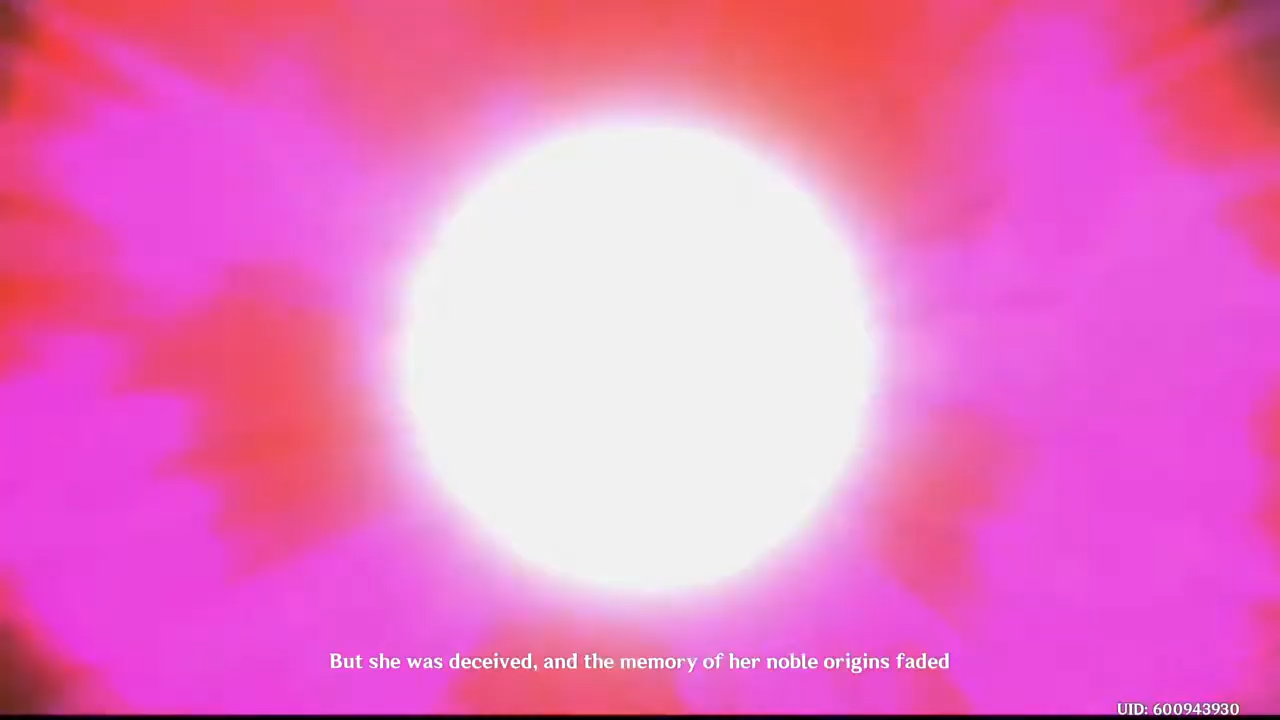 But she was deceived, and the memory of her noble origins faded
UID: 600943930